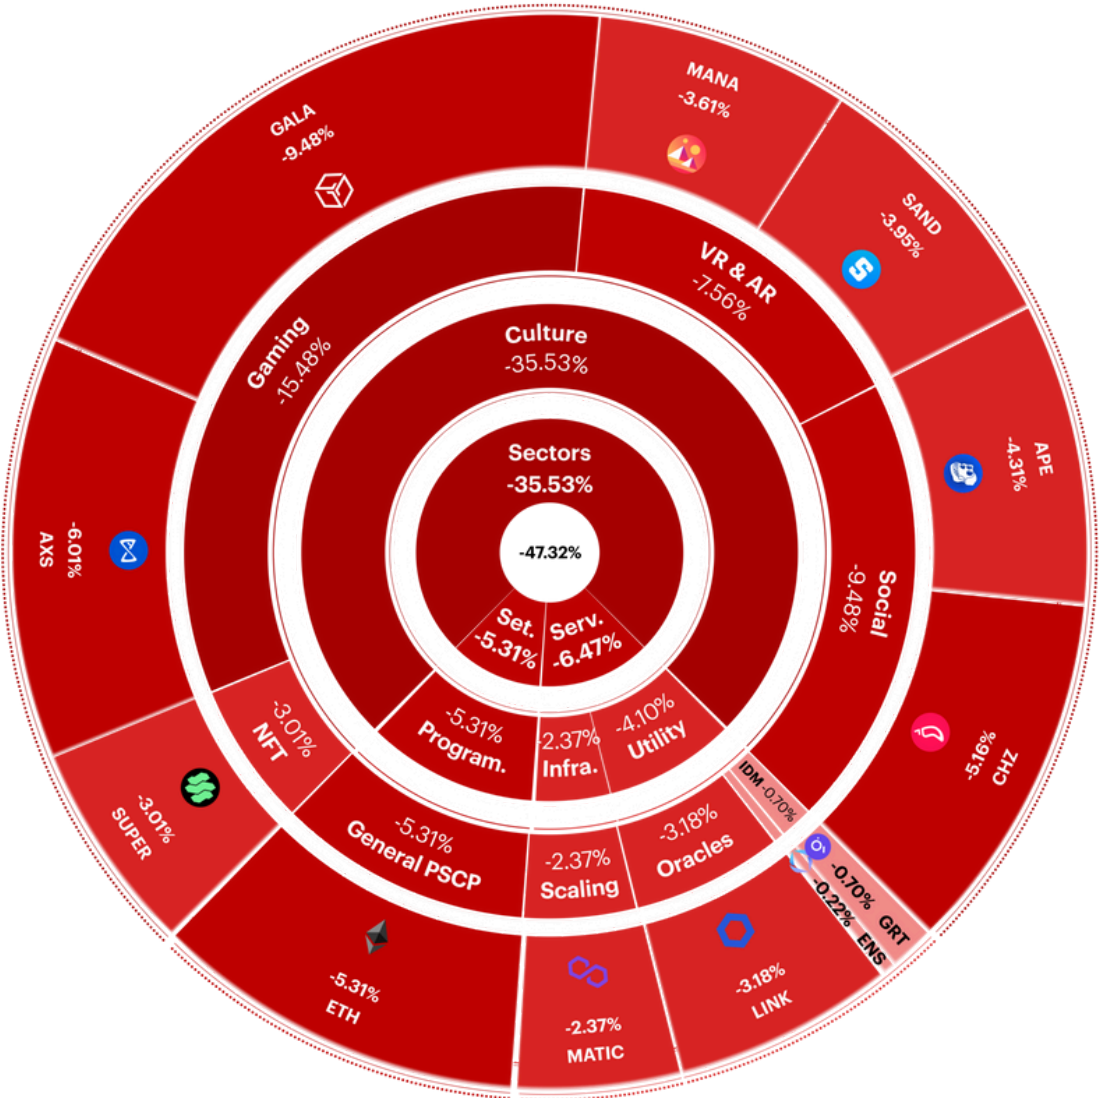 -47.32%
Sectors
-35.53%
Serv.
-6.47%
Set.
-5.31%
Culture
-35.53%
-4.10%
Utility
-2.37%
Infra.
-5.31%
Program.
Gaming
-15.48%
VR & AR
-7.56%
Social
-9.48%
IDM -0.70%
-3.18%
Oracles
-2.37%
Scaling
-5.31%
General PSCP
-3.01%
NFT
GALA
-9.48%
MANA
-3.61%
SAND
-3.95%
APE
-4.31%
-5.16%
CHZ
-0.70% GRT
-0.22% ENS
-3.18%
LINK
-2.37%
MATIC
-5.31%
ETH
-3.01%
SUPER
-6.01%
AXS